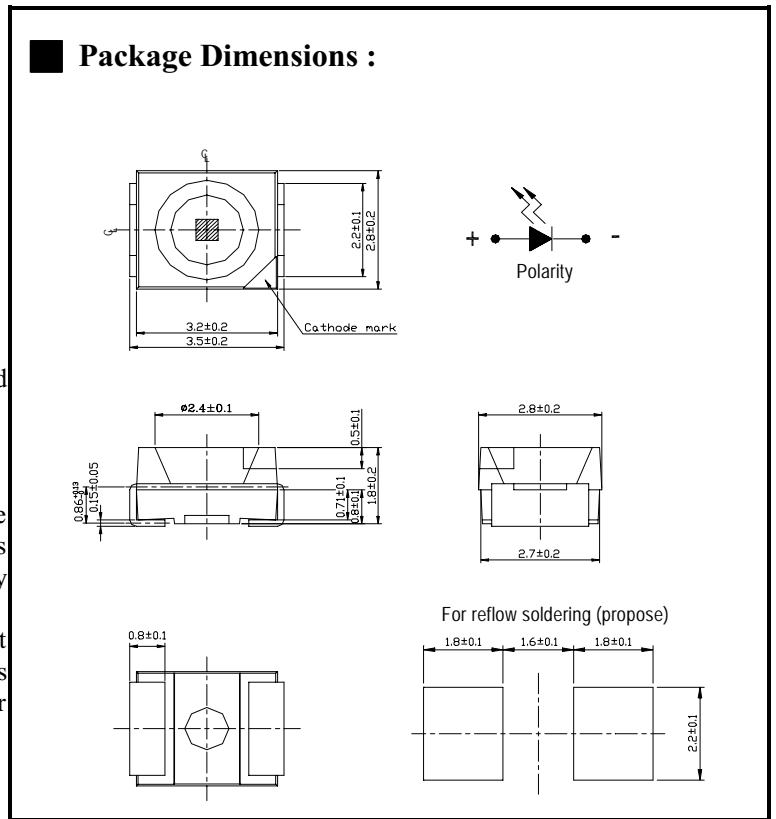 Package Dimensions :
℄
℄
2.2±0.1
2.8±0.2
+ -
Polarity
Cathode mark
3.2±0.2
3.5±0.2
d
ø2.4±0.1
0.5±0.1
1.8±0.2
0.15±0.05
0.71±0.1
0.8±0.1
2.8±0.2
2.7±0.2
e
s
y
t
s
r
For reflow soldering (propose)
0.8±0.1
1.8±0.1 1.6±0.1 1.8±0.1
2.2±0.1